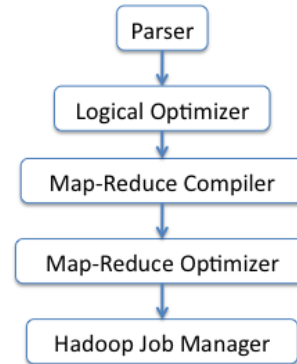 Parser
Logical Optimizer
Map-Reduce Compiler
Map-Reduce Optimizer
Hadoop Job Manager